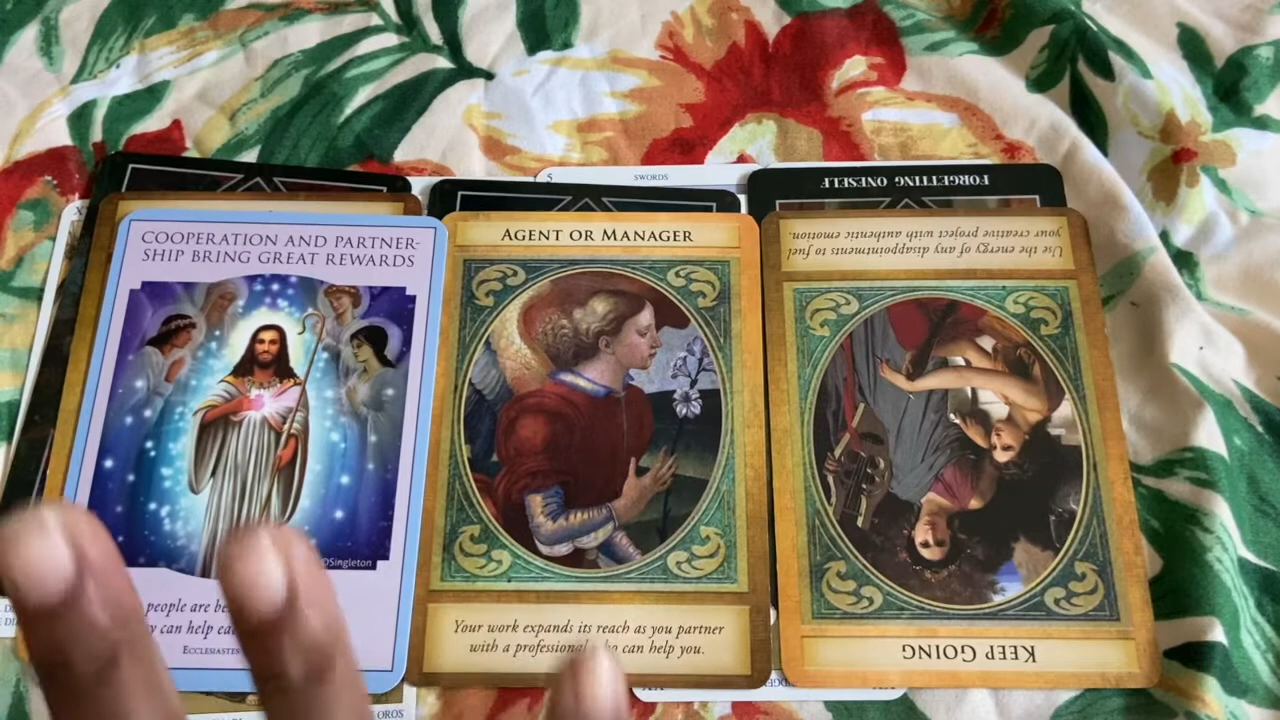 5 SWORDS
FORGETTING ONESELF
COOPERATION AND PARTNER-
SHIP BRING GREAT REWARDS
DSingleton
people are be
can help ea
ECCLESIASTES
AGENT OR MANAGER
Your work expands its reach as you partner
with a professional who can help you.
Use the energy of any disappointments to fuel
your creative project with authentic emotion.
KEEP GOING
OROS